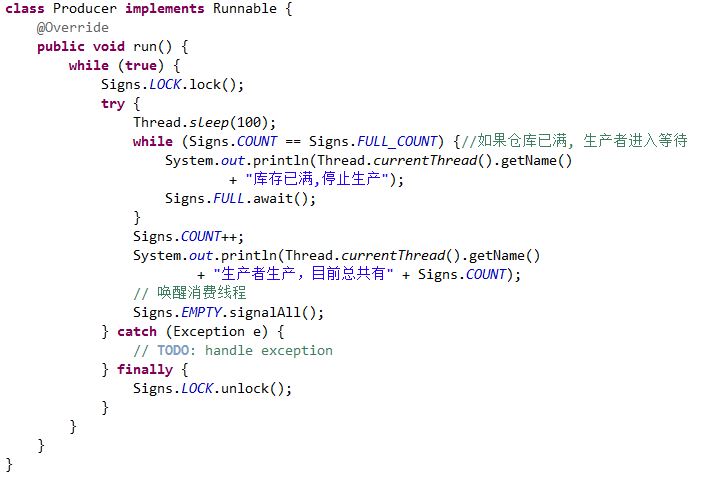 class Producer implements Runnable {
    @Override
    public void run() {
        while (true) {
            Signs.LOCK.lock();
            try {
                Thread.sleep(100);
                while (Signs.COUNT == Signs.FULL_COUNT) {//如果仓库已满, 生产者进入等待
                    System.out.println(Thread.currentThread().getName()
                            + "库存已满,停止生产");
                    Signs.FULL.await();
                }
                Signs.COUNT++;
                System.out.println(Thread.currentThread().getName()
                        + "生产者生产，目前总共有" + Signs.COUNT);
                // 唤醒消费线程
                Signs.EMPTY.signalAll();
            } catch (Exception e) {
                // TODO: handle exception
            } finally {
                Signs.LOCK.unlock();
            }
        }
    }
}